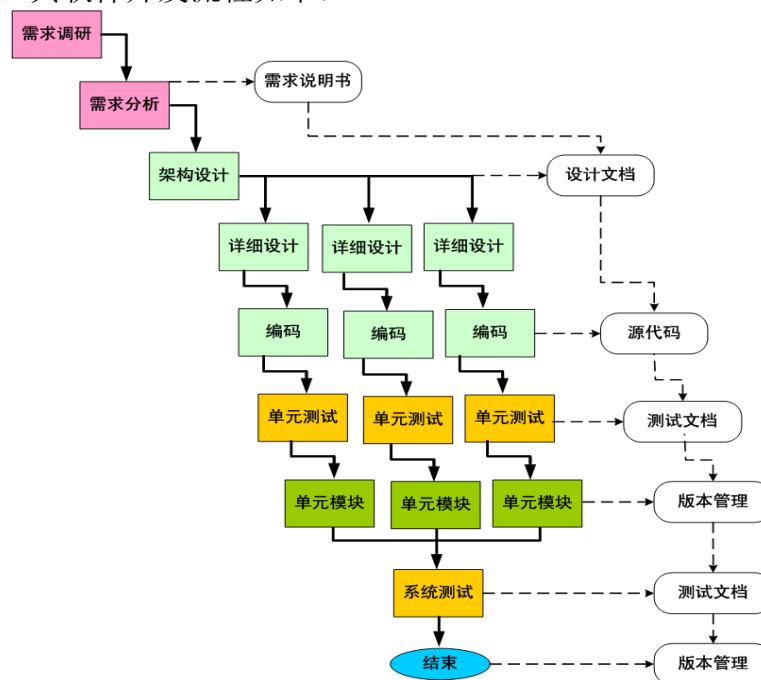 需求调研
需求分析
需求说明书
架构设计
设计文档
详细设计
详细设计
详细设计
编码
编码
编码
源代码
单元测试
单元测试
单元测试
测试文档
单元模块
单元模块
单元模块
版本管理
系统测试
测试文档
结束
版本管理